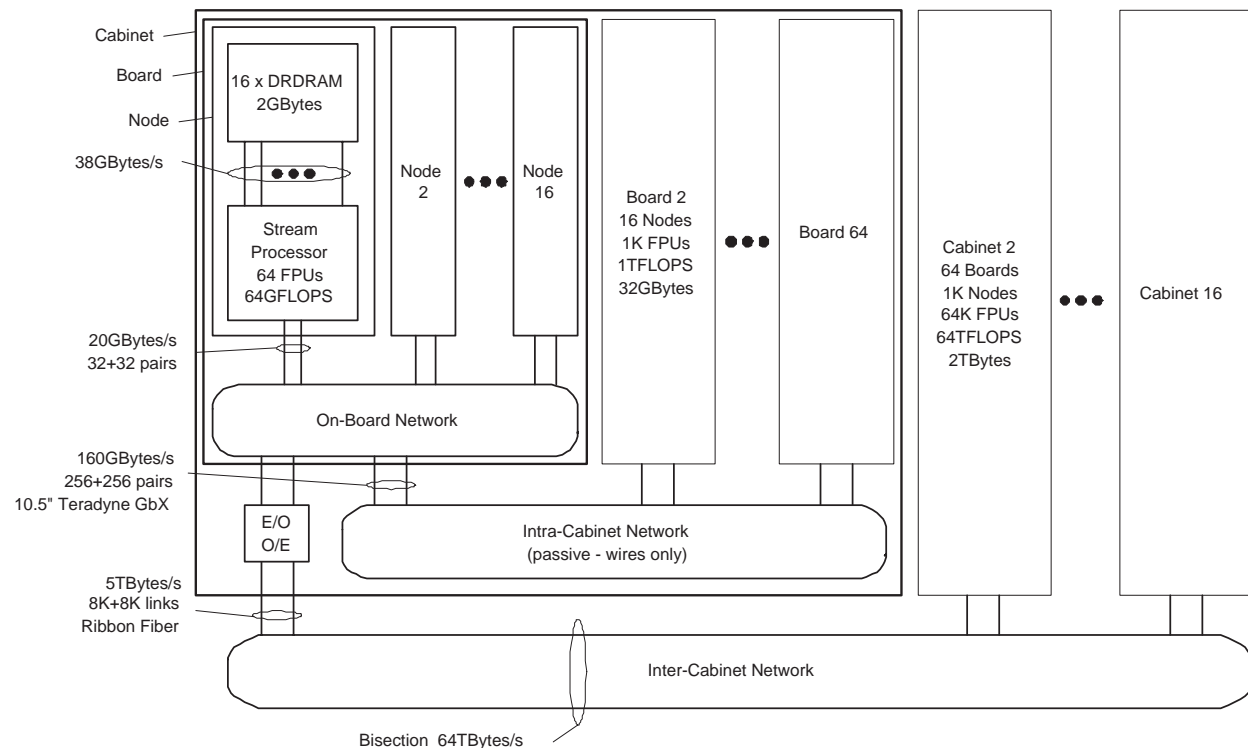 Cabinet
Board
Node
38GBytes/s
16 x DRDRAM
2GBytes
Stream
Processor
64 FPUs
64GFLOPS
Node
2
Node
16
20GBytes/s
32+32 pairs
On-Board Network
160GBytes/s
256+256 pairs
10.5" Teradyne GbX
E/O
O/E
Intra-Cabinet Network
(passive - wires only)
5TBytes/s
8K+8K links
Ribbon Fiber
Board 2
16 Nodes
1K FPUs
1TFLOPS
32GBytes
Board 64
Cabinet 2
64 Boards
1K Nodes
64K FPUs
64TFLOPS
2TBytes
Cabinet 16
Inter-Cabinet Network
Bisection 64TBytes/s